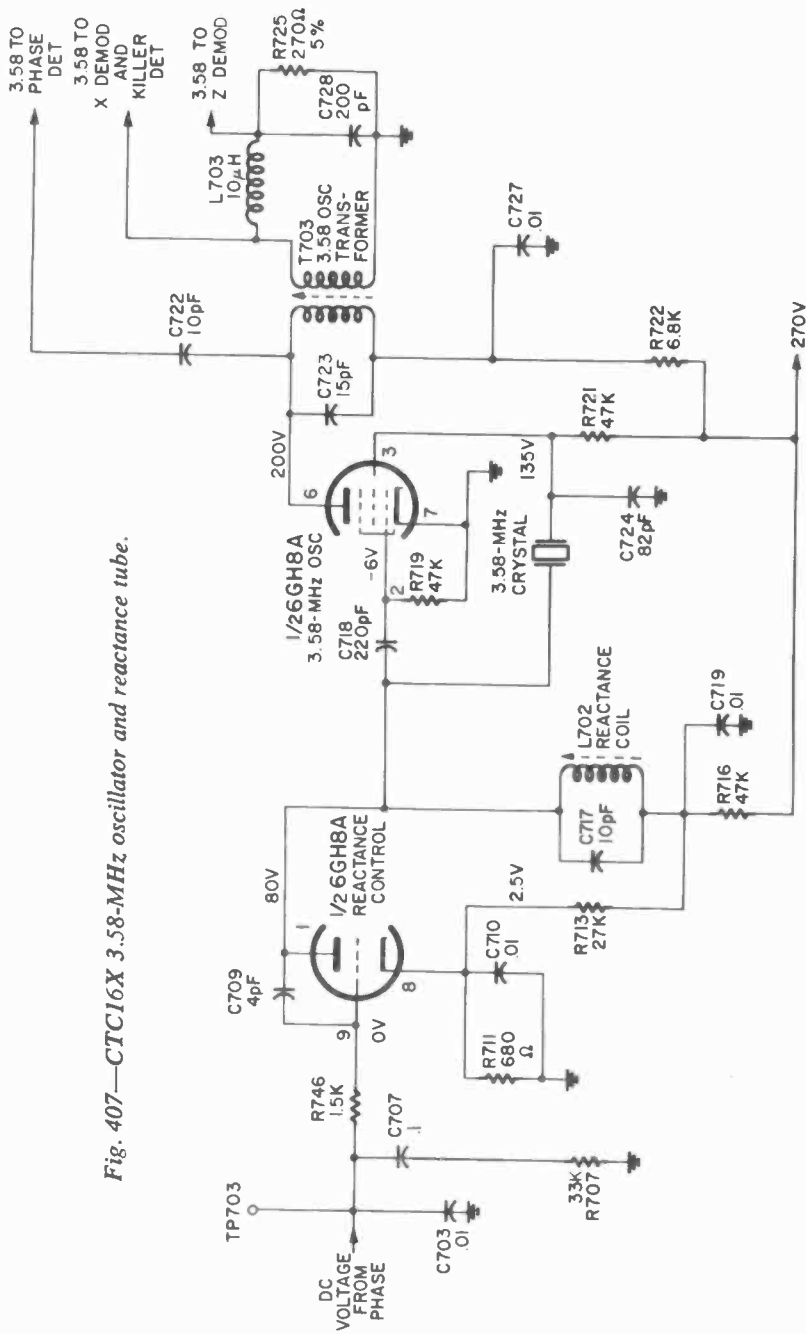 Fig. 407—CTC16X 3.58-MHz oscillator and reactance tube.
3.58 TO
PHASE
DET
3.58 TO
X DEMOD
AND
KILLER
DET
3.58 TO
Z DEMOD
R725
270Ω
5%
C728
200
pF
L703
10μH
T703
3.58 OSC
TRANS-
FORMER
C727
.01
C722
10pF
C723
15pF
R722
6.8K
270V
200V
6
3
7
2
-6V
1/26GH8A
3.58-MHz OSC
R719
47K
C718
220pF
R721
47K
135V
3.58-MHz
CRYSTAL
C724
82pF
C719
.01
L702
REACTANCE
COIL
C717
10pF
R716
47K
80V
1
1/26GH8A
REACTANCE
CONTROL
C709
4pF
9
0V
8
2.5V
R713
27K
C710
.01
R711
680
Ω
R746
1.5K
C707
.1
33K
R707
TP703
C703
.01
DC
VOLTAGE
FROM
PHASE